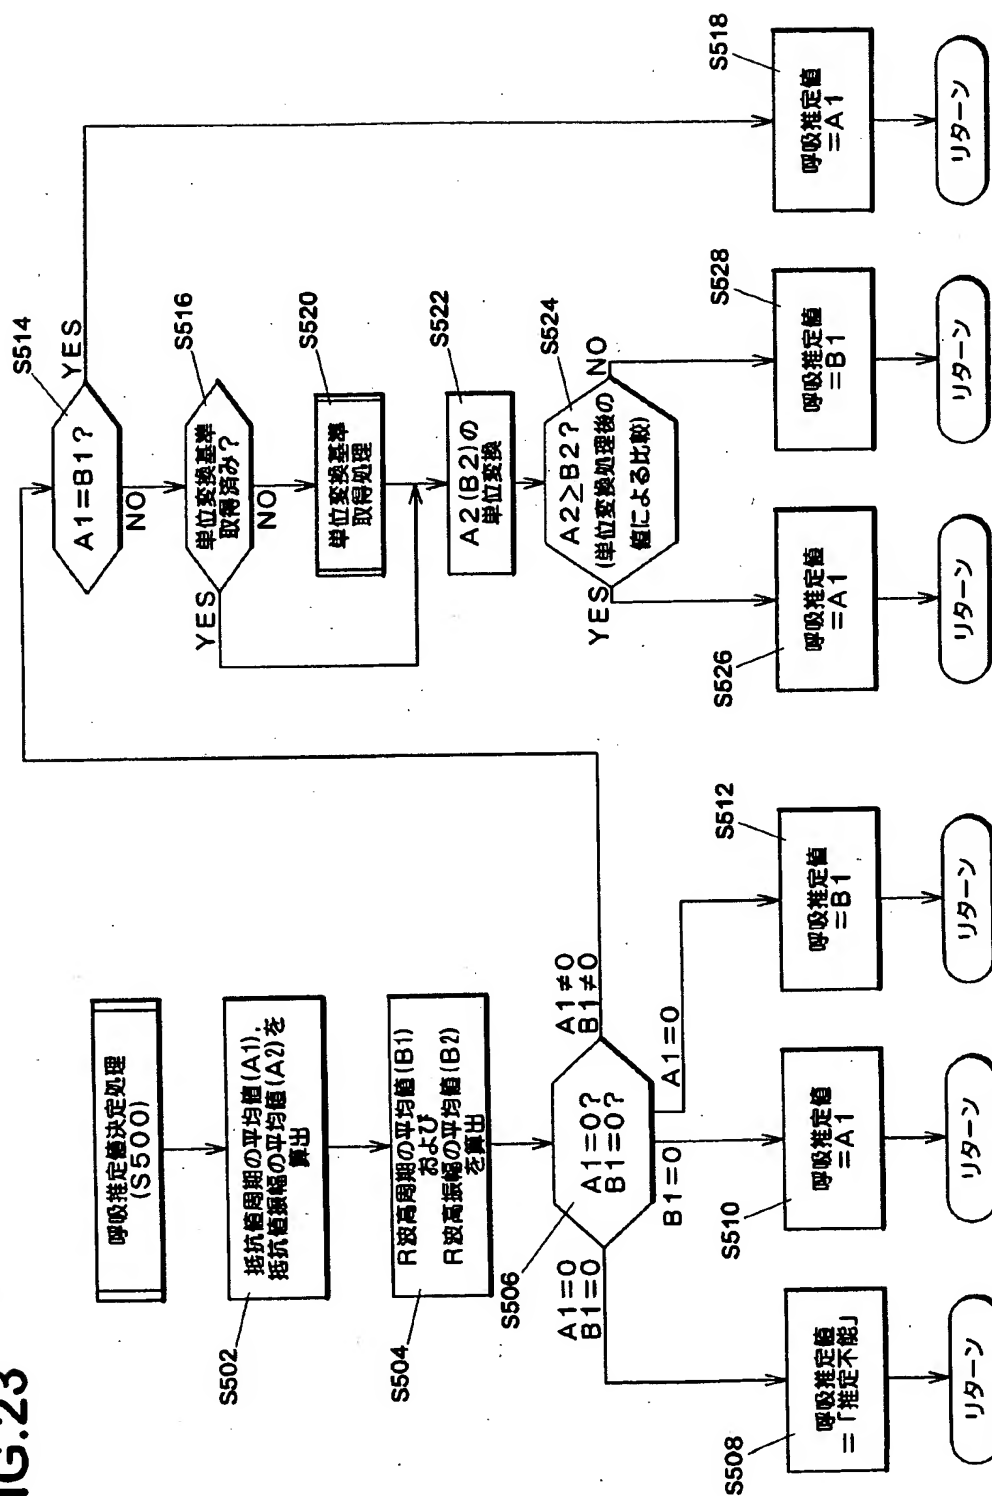 IG.23
呼吸推定値決定処理
(S500)
S502
抵抗値周期の平均値(A1),
抵抗値振幅の平均値(A2)を
算出
S504
R波高周期の平均値(B1)
および
R波高振幅の平均値(B2)
を算出
S506
A1=0?
B1=0?
A1=0
B1=0
B1=0
A1=0
A1≠0
B1≠0
S508
呼吸推定値
=「推定不能」
リターン
S510
呼吸推定値
=A1
リターン
S512
呼吸推定値
=B1
リターン
S514
A1=B1?
YES
NO
S516
単位変換基準
取得済み?
YES
NO
S520
単位変換基準
取得処理
S522
A2(B2)の
単位変換
S524
A2≧B2?
(単位変換処理後の
値による比較)
YES
NO
S526
呼吸推定値
=A1
リターン
S528
呼吸推定値
=B1
リターン
S518
呼吸推定値
=A1
リターン